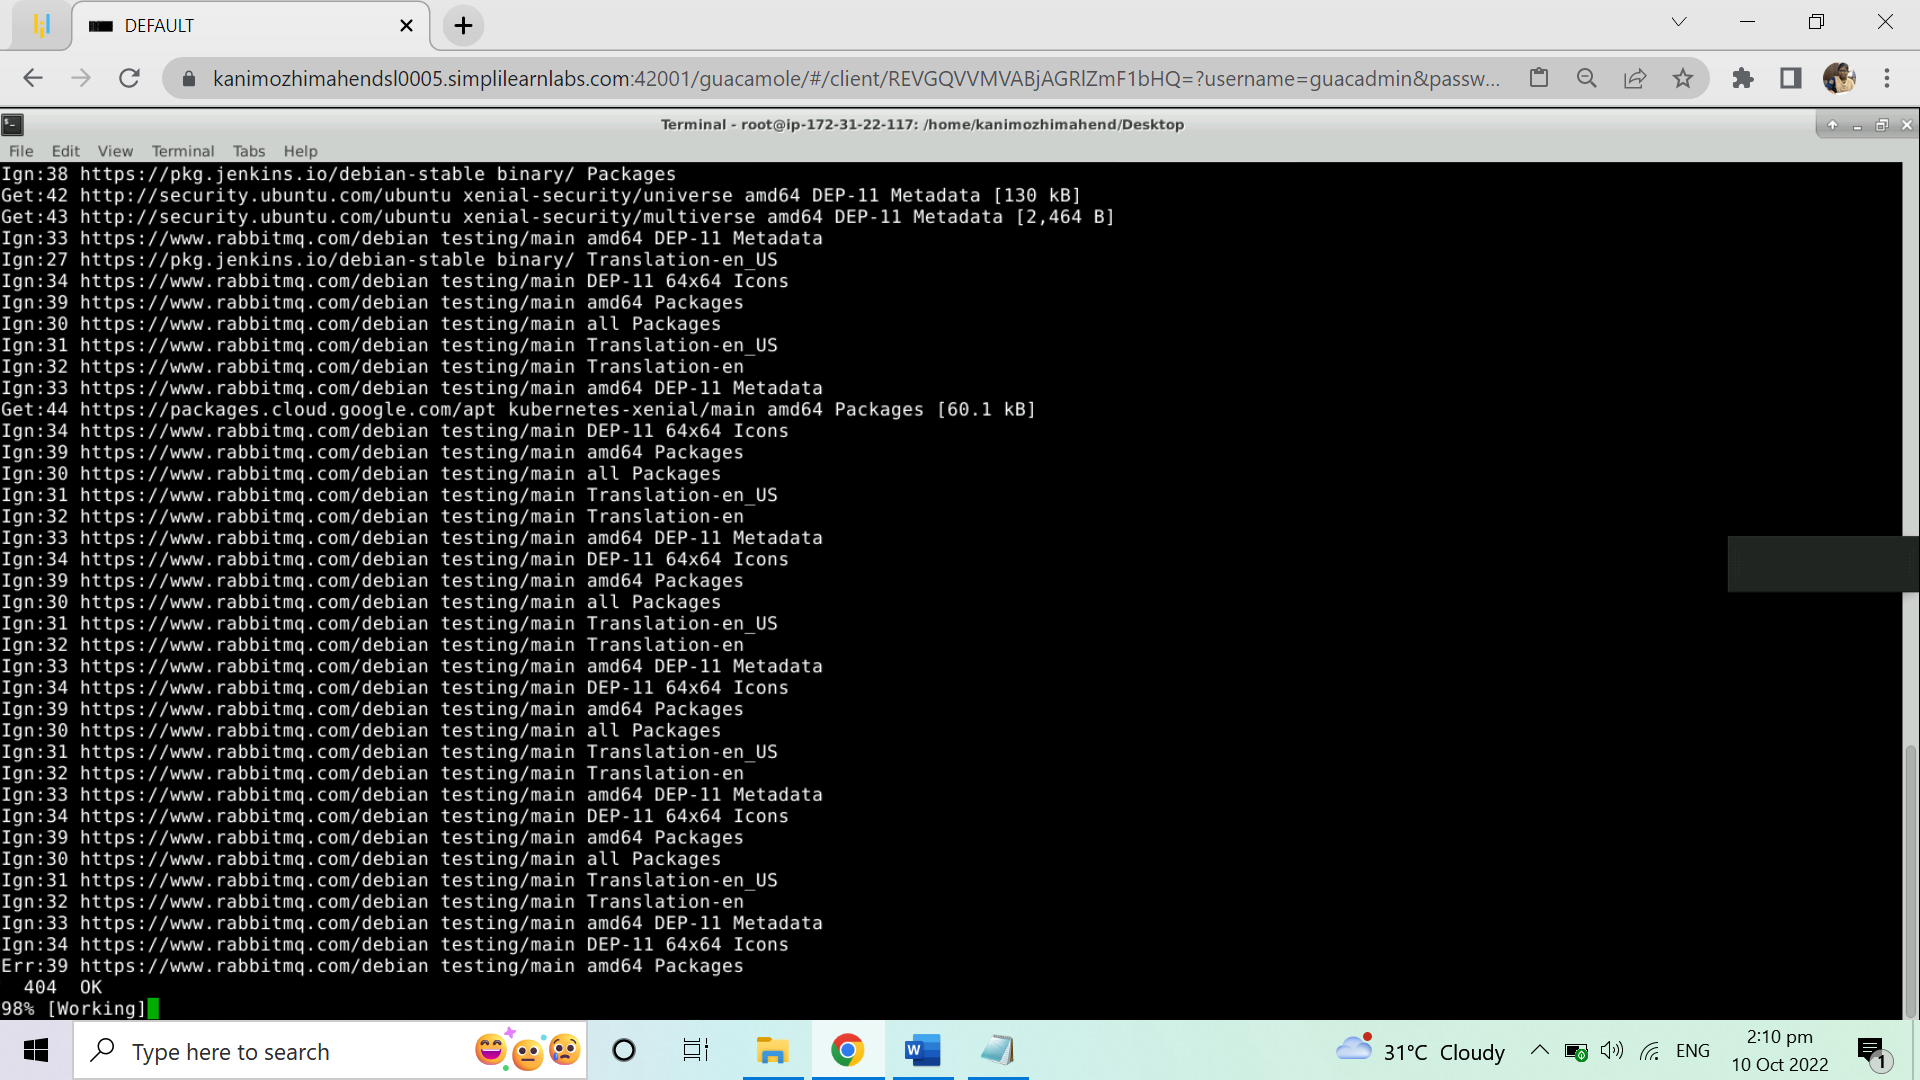 DEFAULT
kanimozhimahendsl0005.simplilearnlabs.com:42001/guacamole/#/client/REVGQVVMVABjAGRlZmF1bHQ=?username=guacadmin&passw...
Terminal - root@ip-172-31-22-117: /home/kanimozhimahend/Desktop
File Edit View Terminal Tabs Help
Ign:38 https://pkg.jenkins.io/debian-stable binary/ Packages
Get:42 http://security.ubuntu.com/ubuntu xenial-security/universe amd64 DEP-11 Metadata [130 kB]
Get:43 http://security.ubuntu.com/ubuntu xenial-security/multiverse amd64 DEP-11 Metadata [2,464 B]
Ign:33 https://www.rabbitmq.com/debian testing/main amd64 DEP-11 Metadata
Ign:27 https://pkg.jenkins.io/debian-stable binary/ Translation-en_US
Ign:34 https://www.rabbitmq.com/debian testing/main DEP-11 64x64 Icons
Ign:39 https://www.rabbitmq.com/debian testing/main amd64 Packages
Ign:30 https://www.rabbitmq.com/debian testing/main all Packages
Ign:31 https://www.rabbitmq.com/debian testing/main Translation-en_US
Ign:32 https://www.rabbitmq.com/debian testing/main Translation-en
Ign:33 https://www.rabbitmq.com/debian testing/main amd64 DEP-11 Metadata
Get:44 https://packages.cloud.google.com/apt kubernetes-xenial/main amd64 Packages [60.1 kB]
Ign:34 https://www.rabbitmq.com/debian testing/main DEP-11 64x64 Icons
Ign:39 https://www.rabbitmq.com/debian testing/main amd64 Packages
Ign:30 https://www.rabbitmq.com/debian testing/main all Packages
Ign:31 https://www.rabbitmq.com/debian testing/main Translation-en_US
Ign:32 https://www.rabbitmq.com/debian testing/main Translation-en
Ign:33 https://www.rabbitmq.com/debian testing/main amd64 DEP-11 Metadata
Ign:34 https://www.rabbitmq.com/debian testing/main DEP-11 64x64 Icons
Ign:39 https://www.rabbitmq.com/debian testing/main amd64 Packages
Ign:30 https://www.rabbitmq.com/debian testing/main all Packages
Ign:31 https://www.rabbitmq.com/debian testing/main Translation-en_US
Ign:32 https://www.rabbitmq.com/debian testing/main Translation-en
Ign:33 https://www.rabbitmq.com/debian testing/main amd64 DEP-11 Metadata
Ign:34 https://www.rabbitmq.com/debian testing/main DEP-11 64x64 Icons
Ign:39 https://www.rabbitmq.com/debian testing/main amd64 Packages
Ign:30 https://www.rabbitmq.com/debian testing/main all Packages
Ign:31 https://www.rabbitmq.com/debian testing/main Translation-en_US
Ign:32 https://www.rabbitmq.com/debian testing/main Translation-en
Ign:33 https://www.rabbitmq.com/debian testing/main amd64 DEP-11 Metadata
Ign:34 https://www.rabbitmq.com/debian testing/main DEP-11 64x64 Icons
Ign:39 https://www.rabbitmq.com/debian testing/main amd64 Packages
Ign:30 https://www.rabbitmq.com/debian testing/main all Packages
Ign:31 https://www.rabbitmq.com/debian testing/main Translation-en_US
Ign:32 https://www.rabbitmq.com/debian testing/main Translation-en
Ign:33 https://www.rabbitmq.com/debian testing/main amd64 DEP-11 Metadata
Ign:34 https://www.rabbitmq.com/debian testing/main DEP-11 64x64 Icons
Err:39 https://www.rabbitmq.com/debian testing/main amd64 Packages
404  OK
98% [Working]
Type here to search
W
31°C Cloudy
ENG
2:10 pm
10 Oct 2022
1